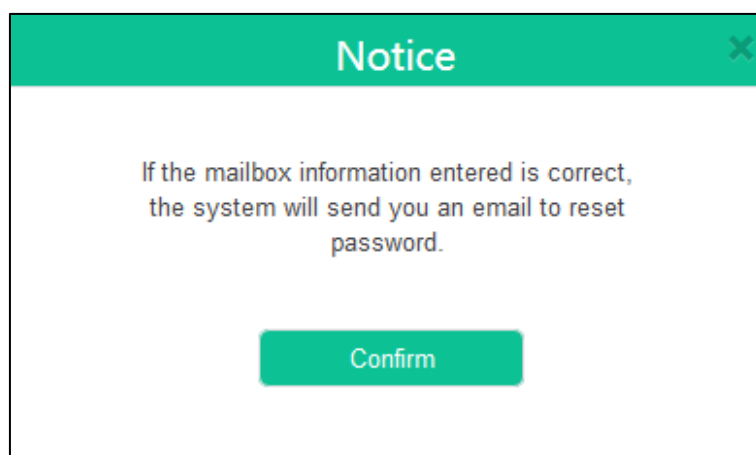 Notice
If the mailbox information entered is correct,
the system will send you an email to reset
password.
Confirm